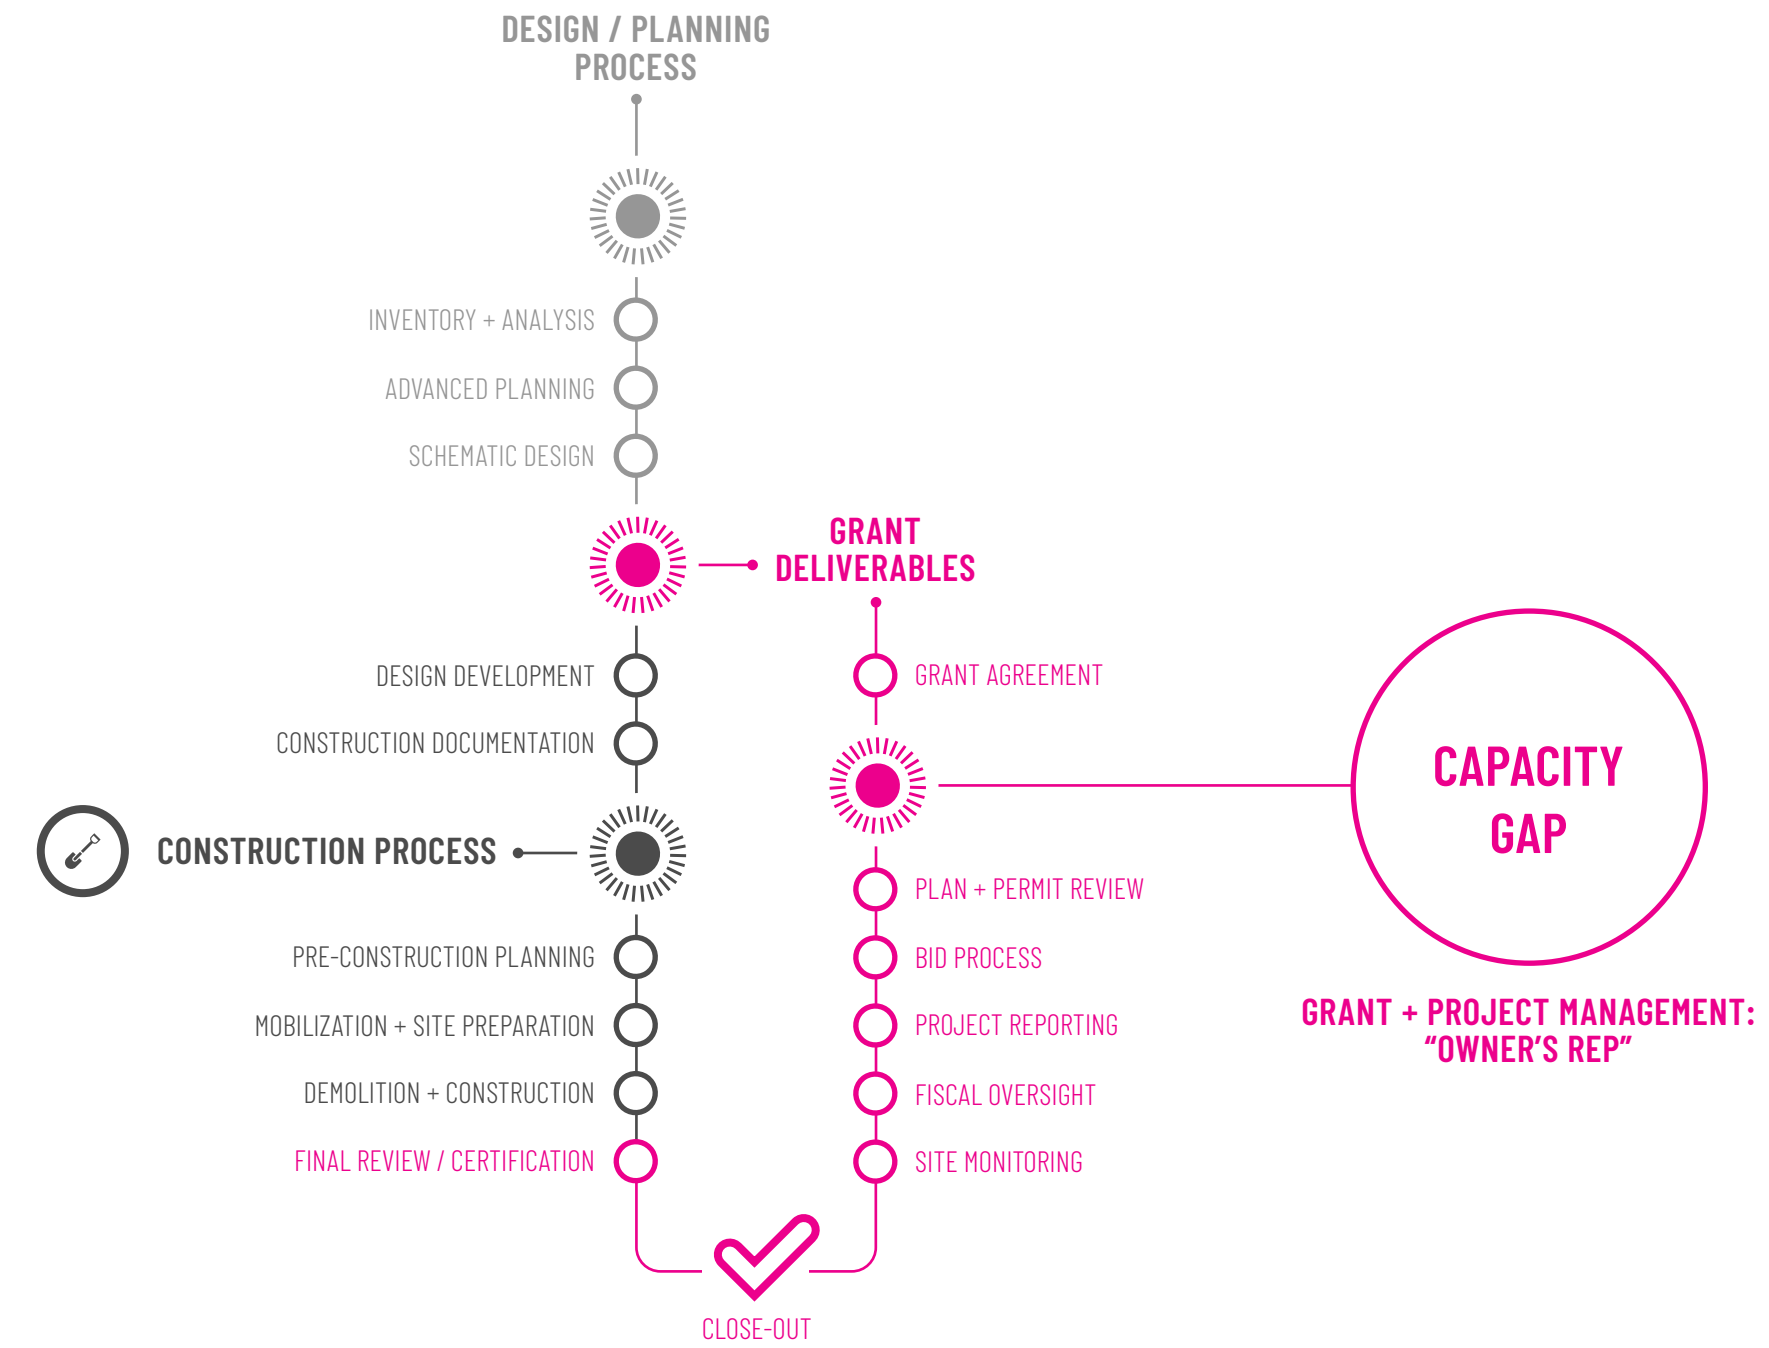 DESIGN / PLANNING
PROCESS
INVENTORY + ANALYSIS
ADVANCED PLANNING
SCHEMATIC DESIGN
GRANT
DELIVERABLES
DESIGN DEVELOPMENT
CONSTRUCTION DOCUMENTATION
CONSTRUCTION PROCESS
PRE-CONSTRUCTION PLANNING
MOBILIZATION + SITE PREPARATION
DEMOLITION + CONSTRUCTION
FINAL REVIEW / CERTIFICATION
GRANT AGREEMENT
PLAN + PERMIT REVIEW
BID PROCESS
PROJECT REPORTING
FISCAL OVERSIGHT
SITE MONITORING
CLOSE-OUT
CAPACITY
GAP
GRANT + PROJECT MANAGEMENT:
“OWNER’S REP”